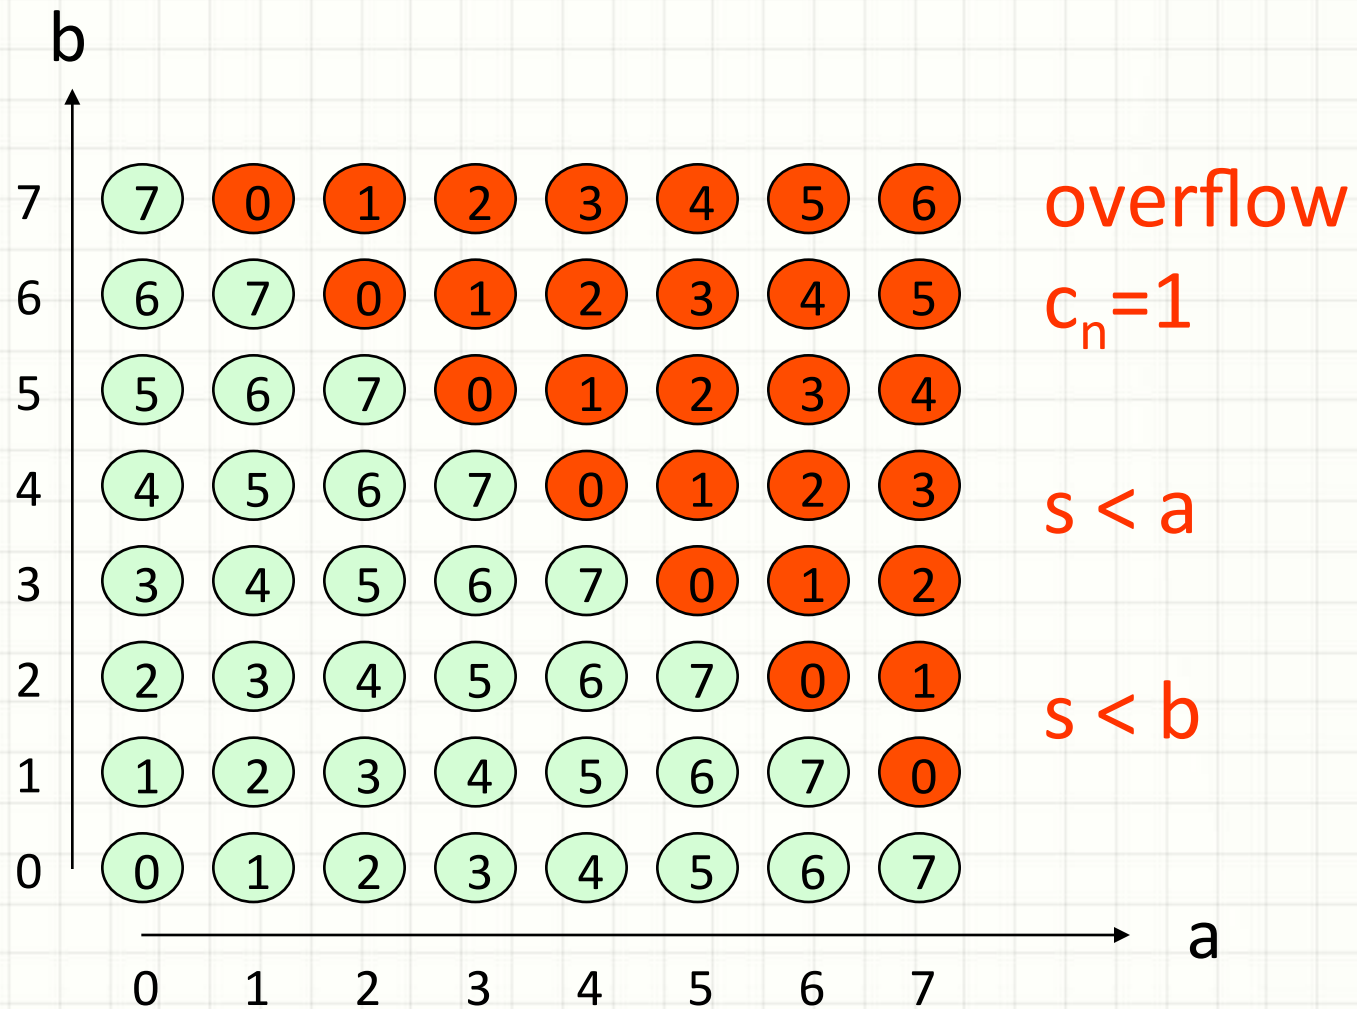 b
7 7 0 1 2 3 4 5 6 overflow
6 6 7 0 1 2 3 4 5 cₙ=1
5 5 6 7 0 1 2 3 4
4 4 5 6 7 0 1 2 3 s < a
3 3 4 5 6 7 0 1 2
2 2 3 4 5 6 7 0 1 s < b
1 1 2 3 4 5 6 7 0
0 0 1 2 3 4 5 6 7
a
0 1 2 3 4 5 6 7